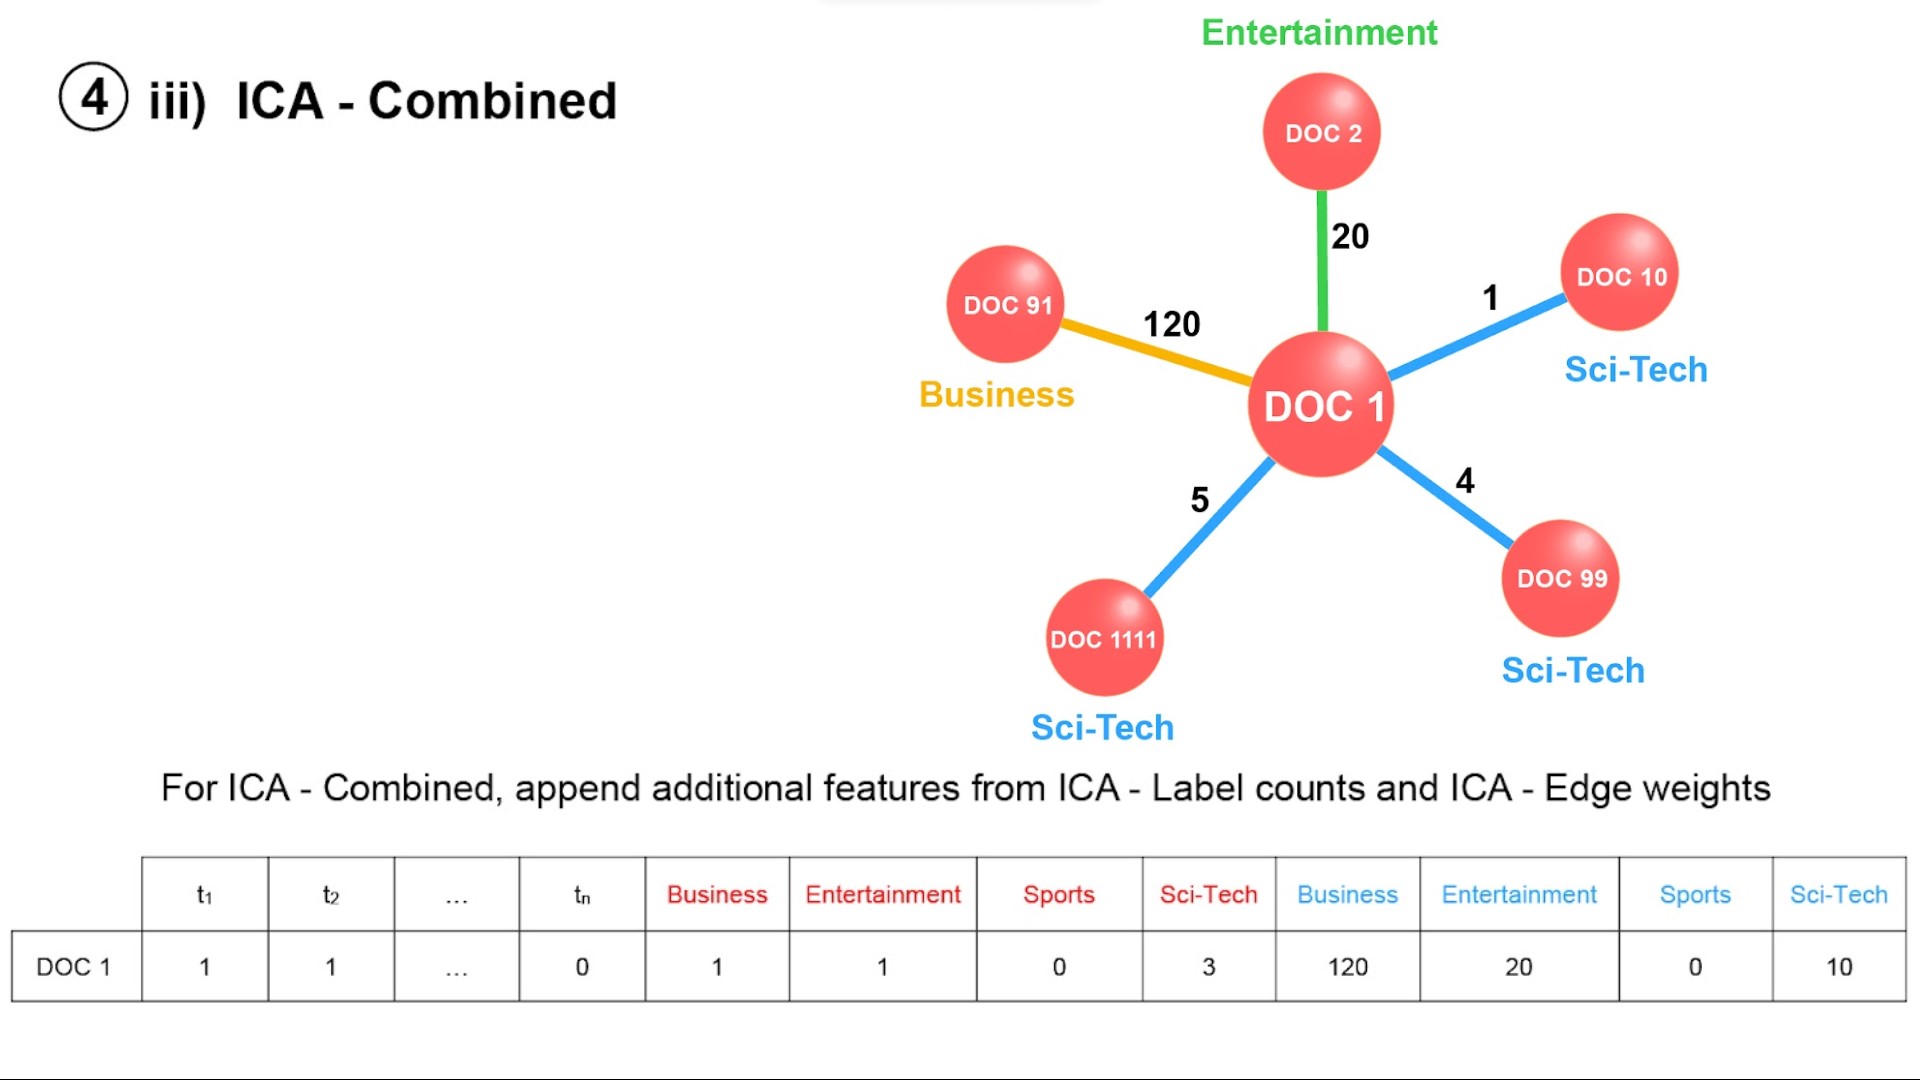 4 iii) ICA - Combined
Entertainment
DOC 2
20
DOC 10
1
Sci-Tech
DOC 91
120
Business
DOC 1
5
4
DOC 99
Sci-Tech
DOC 1111
Sci-Tech
For ICA - Combined, append additional features from ICA - Label counts and ICA - Edge weights
t₁ t₂ ... tₙ Business Entertainment Sports Sci-Tech Business Entertainment Sports Sci-Tech
DOC 1 1 1 ... 0 1 1 0 3 120 20 0 10